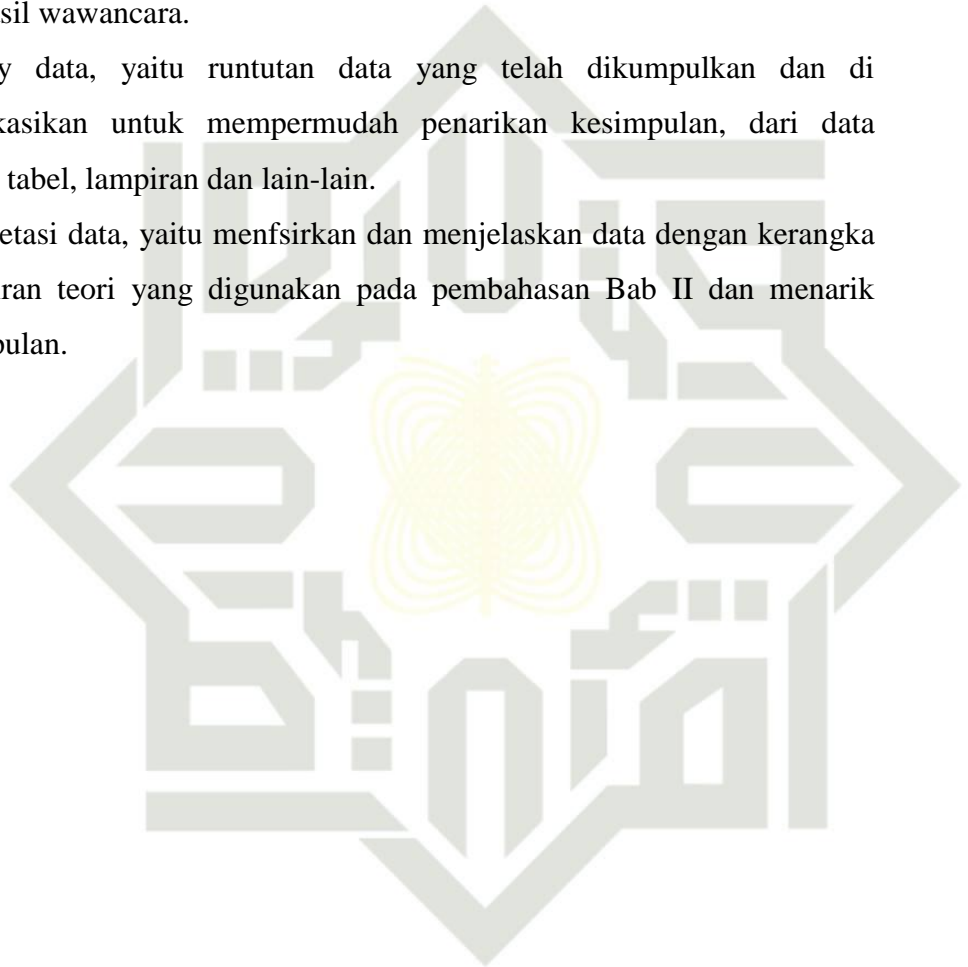 asil wawancara.
y data, yaitu runtutan data yang telah dikumpulkan dan di
kasikan untuk mempermudah penarikan kesimpulan, dari data
tabel, lampiran dan lain-lain.
etasi data, yaitu menfsirkan dan menjelaskan data dengan kerangka
iran teori yang digunakan pada pembahasan Bab II dan menarik
pulan.